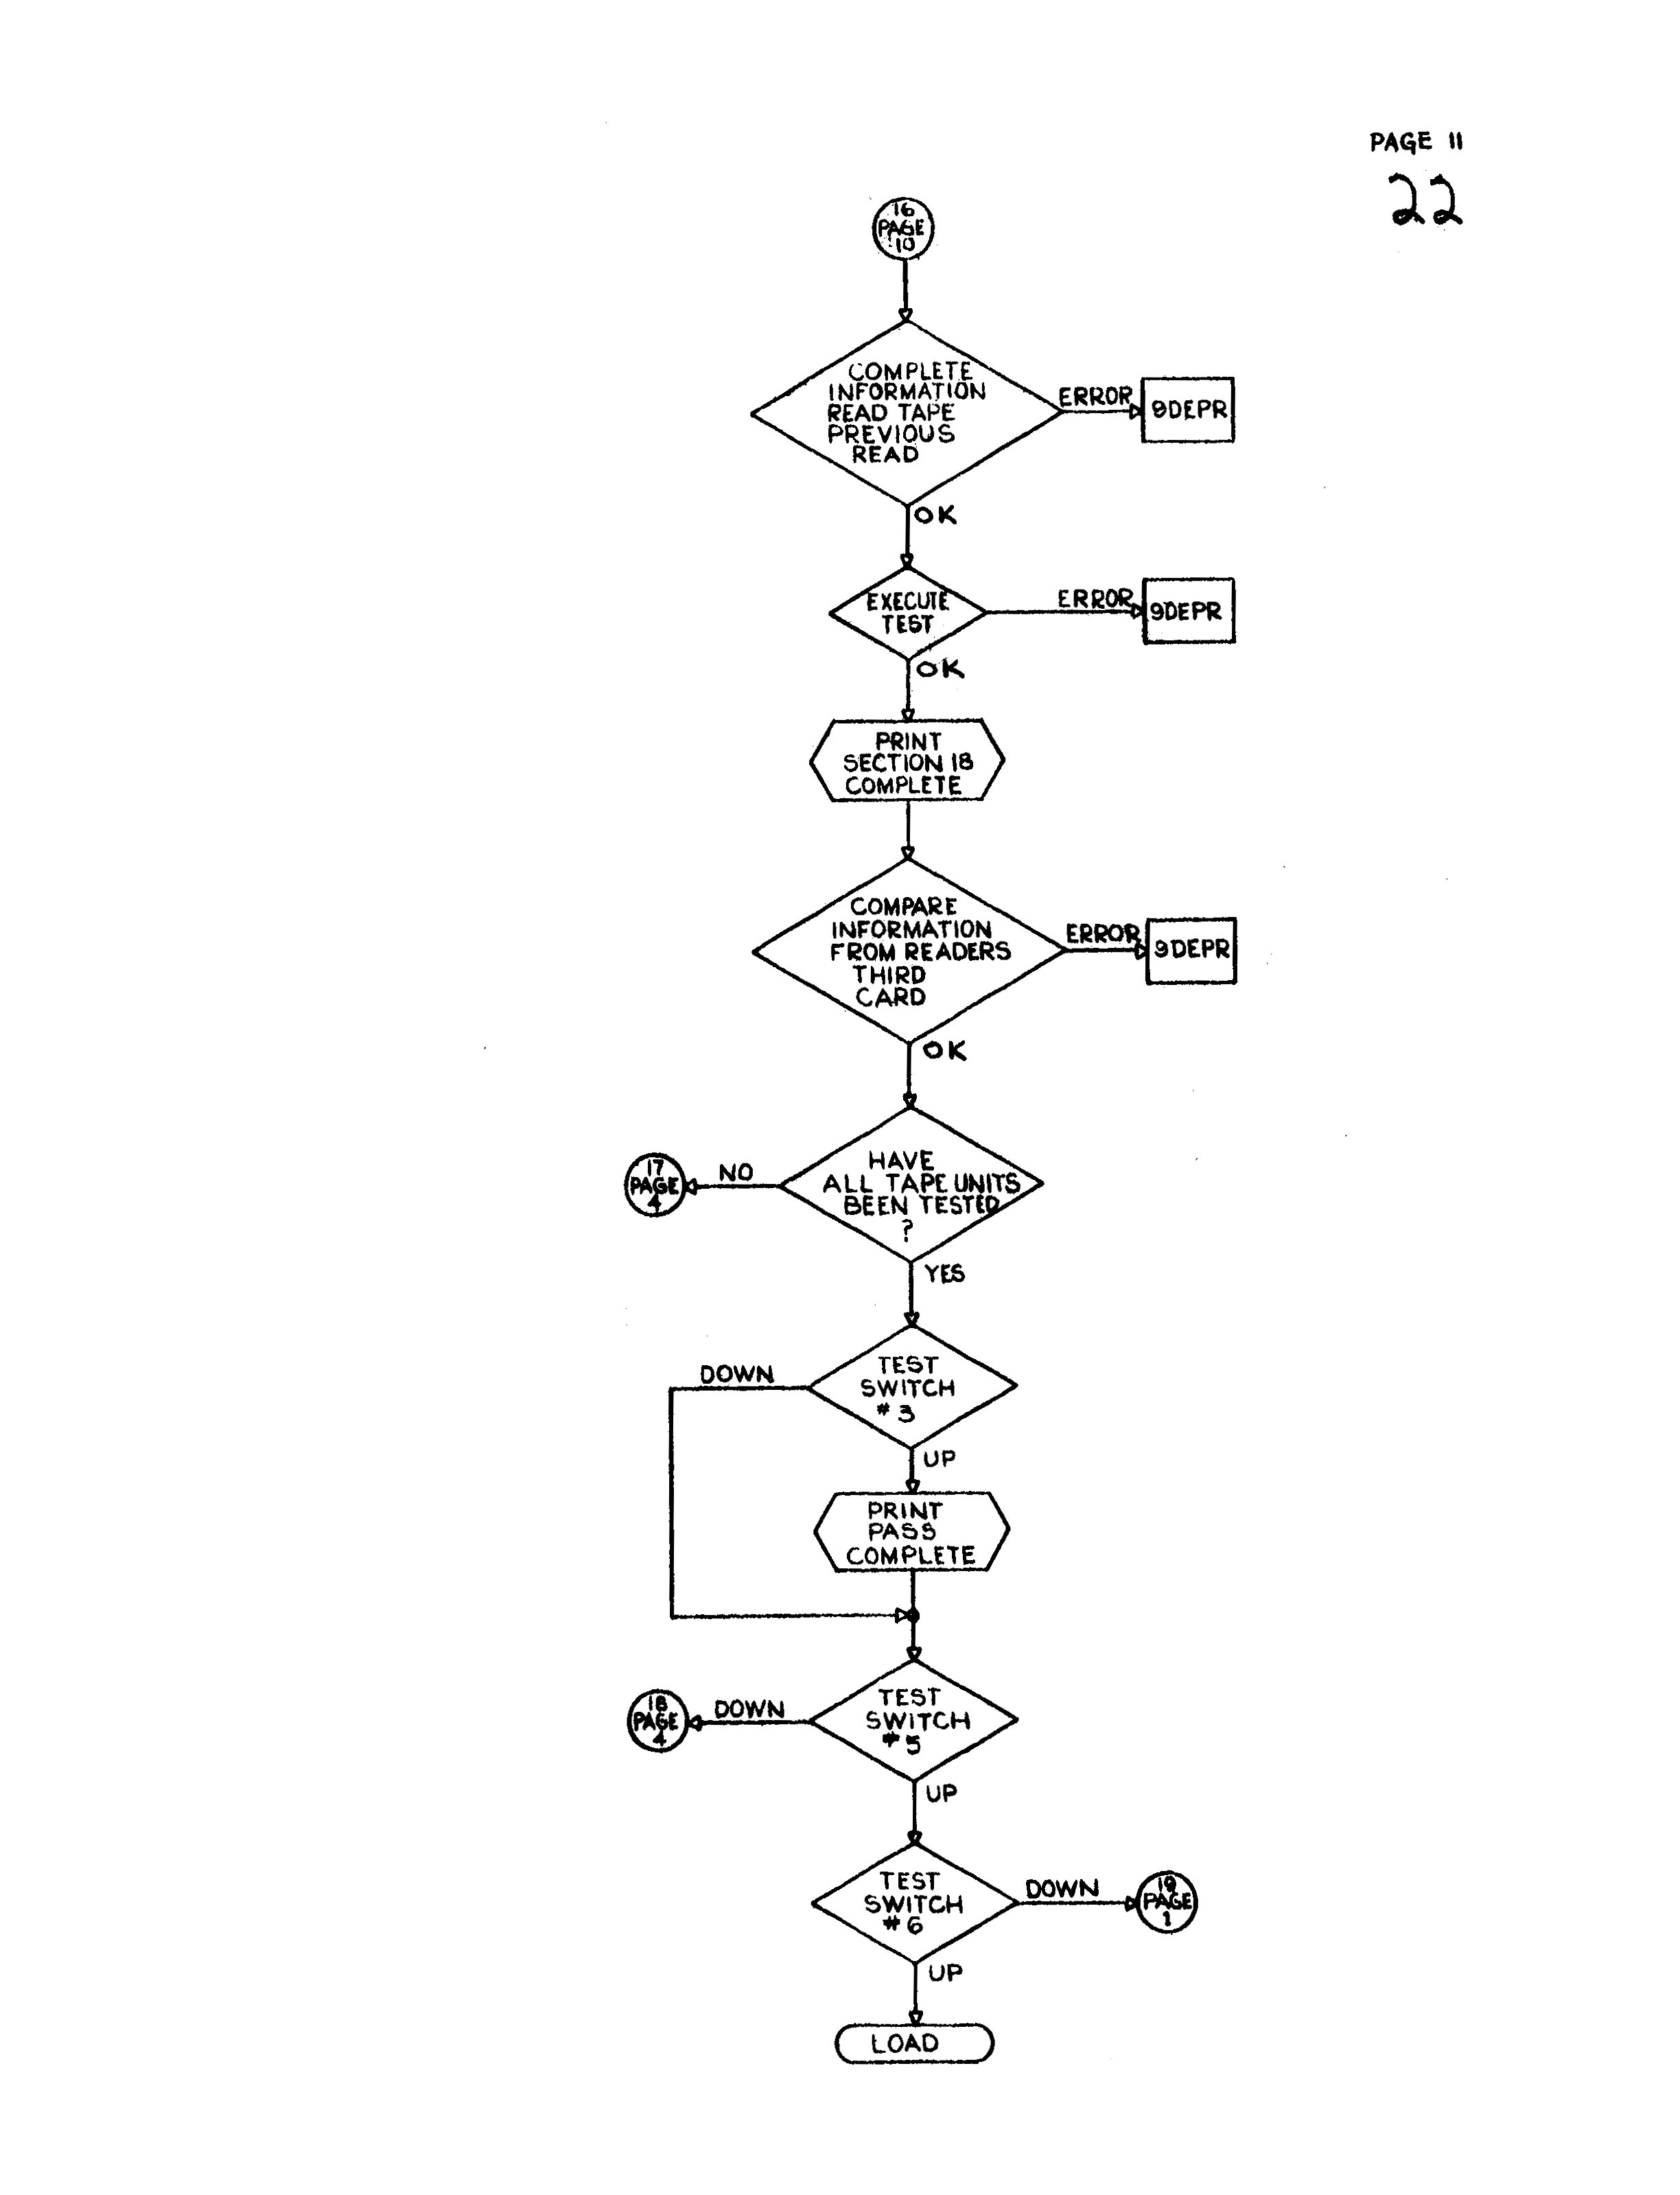 PAGE 11
22
16
PAGE
10
COMPLETE
INFORMATION
READ TAPE
PREVIOUS
READ
ERROR
9DEPR
OK
EXECUTE
TEST
ERROR
9DEPR
OK
PRINT
SECTION 18
COMPLETE
COMPARE
INFORMATION
FROM READERS
THIRD
CARD
ERROR
9DEPR
OK
HAVE
ALL TAPE UNITS
BEEN TESTED
?
NO
17
PAGE
4
YES
TEST
SWITCH
#3
DOWN
UP
PRINT
PASS
COMPLETE
TEST
SWITCH
#5
DOWN
18
PAGE
4
UP
TEST
SWITCH
#6
DOWN
19
PAGE
1
UP
LOAD